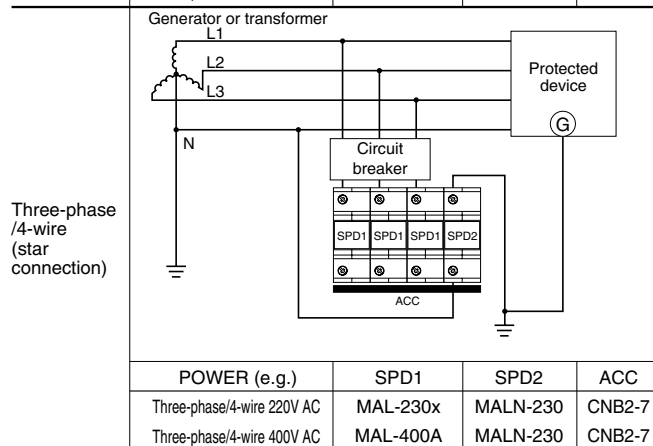 Generator or transformer
L1
L2
L3
N
Protected
device
G
Circuit
breaker
SPD1 SPD1 SPD1 SPD2
ACC
Three-phase
/4-wire
(star
connection)
POWER (e.g.) SPD1 SPD2 ACC
Three-phase/4-wire 220V AC MAL-230x MALN-230 CNB2-7
Three-phase/4-wire 400V AC MAL-400A MALN-230 CNB2-7